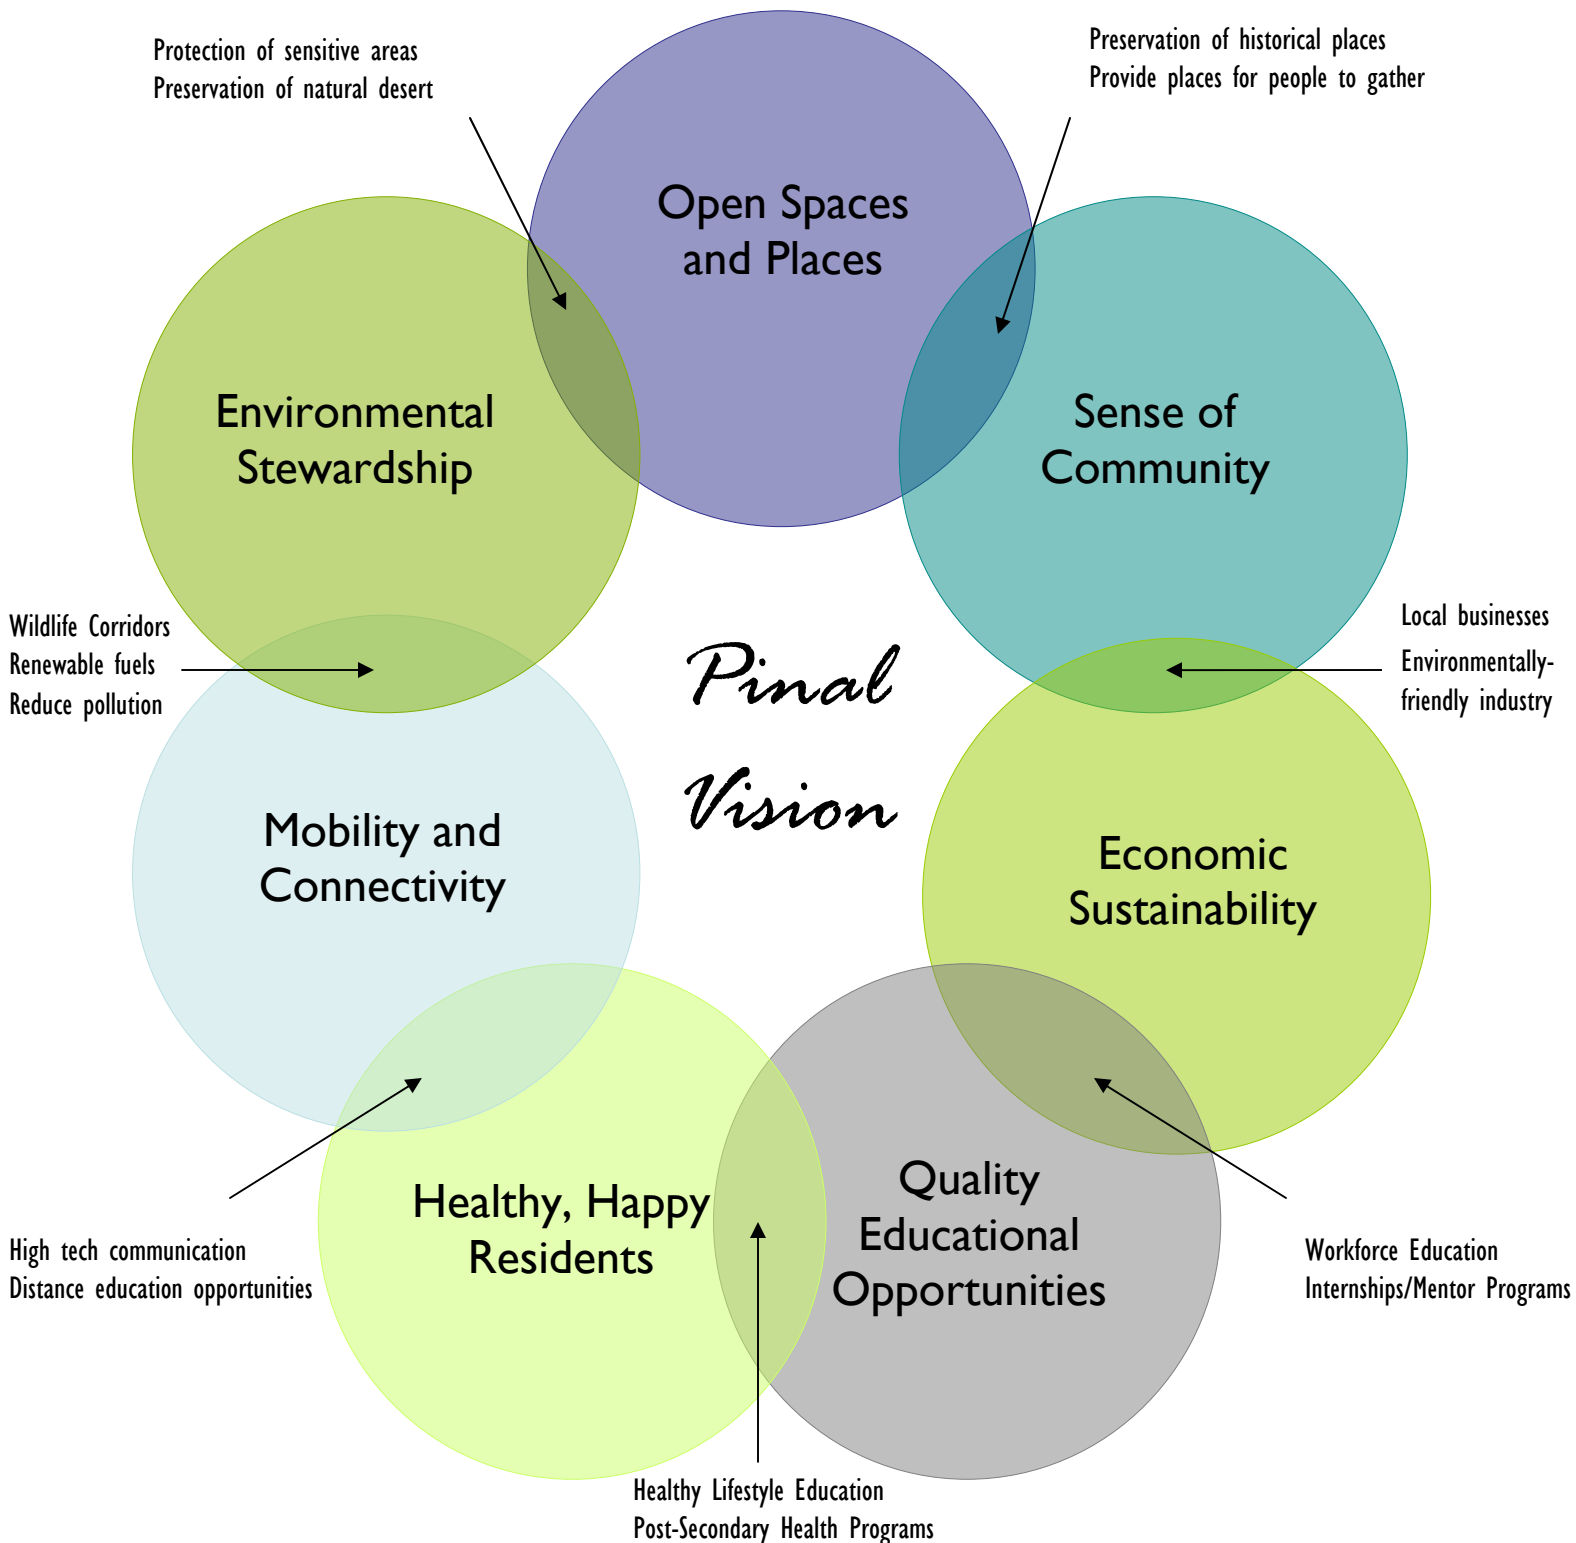 Protection of sensitive areas
Preservation of natural desert
Preservation of historical places
Provide places for people to gather
Open Spaces
and Places
Environmental
Stewardship
Sense of
Community
Wildlife Corridors
Renewable fuels
Reduce pollution
Pinal
Vision
Local businesses
Environmentally-
friendly industry
Mobility and
Connectivity
Economic
Sustainability
Healthy, Happy
Residents
Quality
Educational
Opportunities
High tech communication
Distance education opportunities
Workforce Education
Internships/Mentor Programs
Healthy Lifestyle Education
Post-Secondary Health Programs